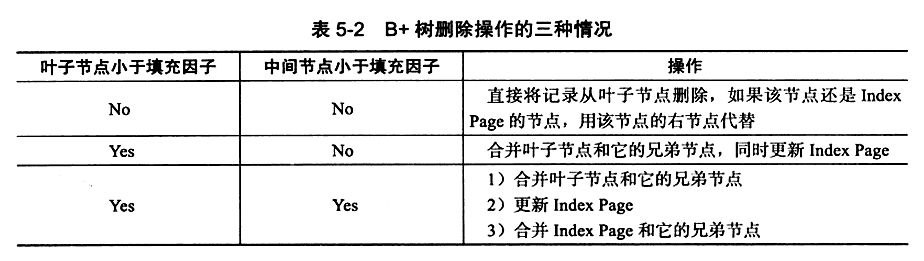 表 5-2 B+ 树删除操作的三种情况
叶子节点小于填充因子 中间节点小于填充因子 操作
No No 直接将记录从叶子节点删除，如果该节点还是 Index
Page 的节点，用该节点的右节点代替
Yes No 合并叶子节点和它的兄弟节点，同时更新 Index Page
1）合并叶子节点和它的兄弟节点
Yes Yes 2）更新 Index Page
3）合并 Index Page 和它的兄弟节点